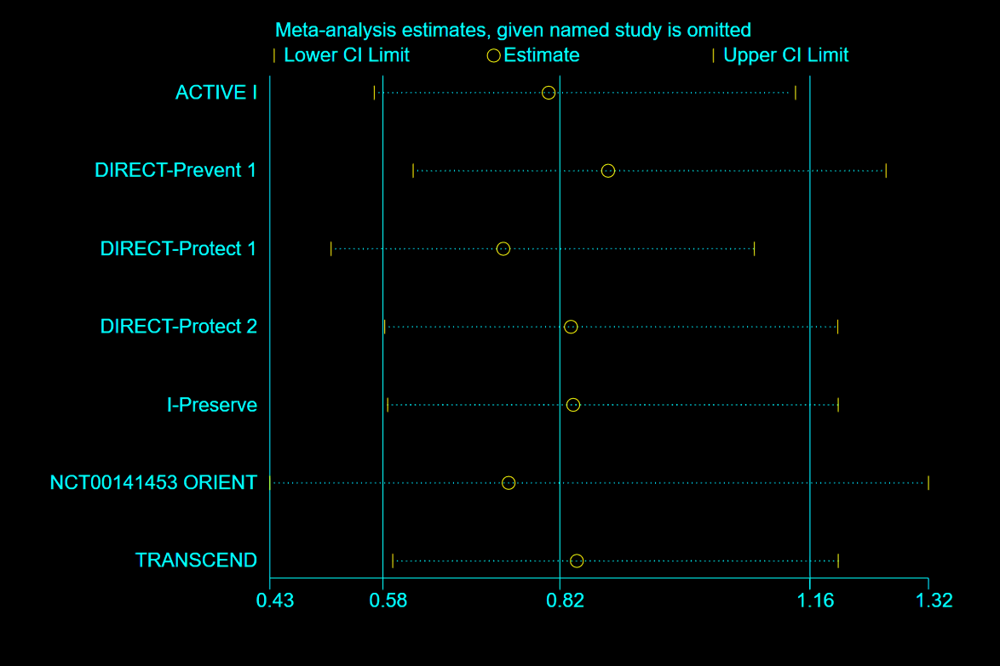 Meta-analysis estimates, given named study is omitted
Lower CI Limit Estimate Upper CI Limit
ACTIVE I
DIRECT-Prevent 1
DIRECT-Protect 1
DIRECT-Protect 2
I-Preserve
NCT00141453 ORIENT
TRANSCEND
0.43 0.58 0.82 1.16 1.32